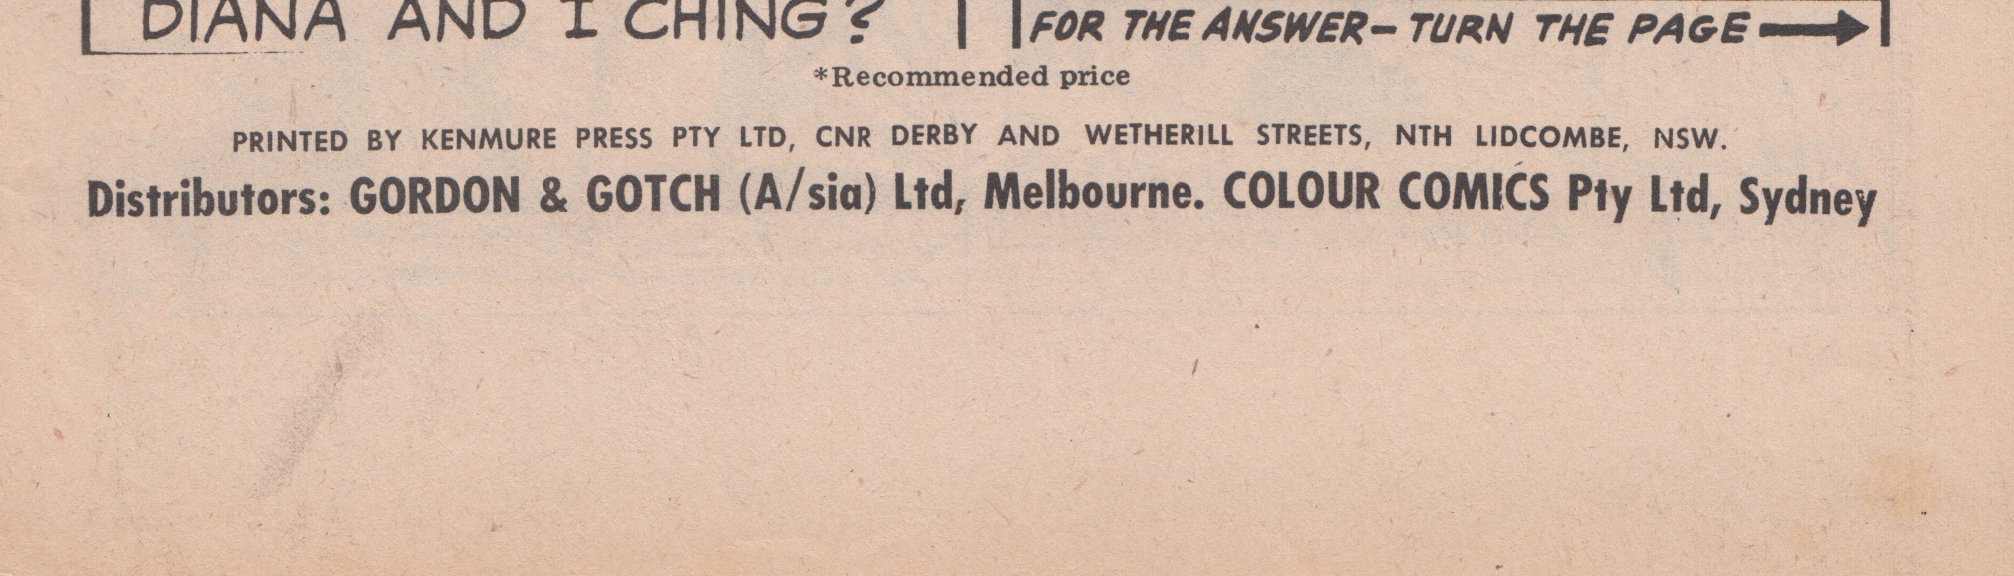 DIANA AND I CHING?
FOR THE ANSWER—TURN THE PAGE
*Recommended price
PRINTED BY KENMURE PRESS PTY LTD, CNR DERBY AND WETHERILL STREETS, NTH LIDCOMBE, NSW.
Distributors: GORDON & GOTCH (A/sia) Ltd, Melbourne. COLOUR COMICS Pty Ltd, Sydney